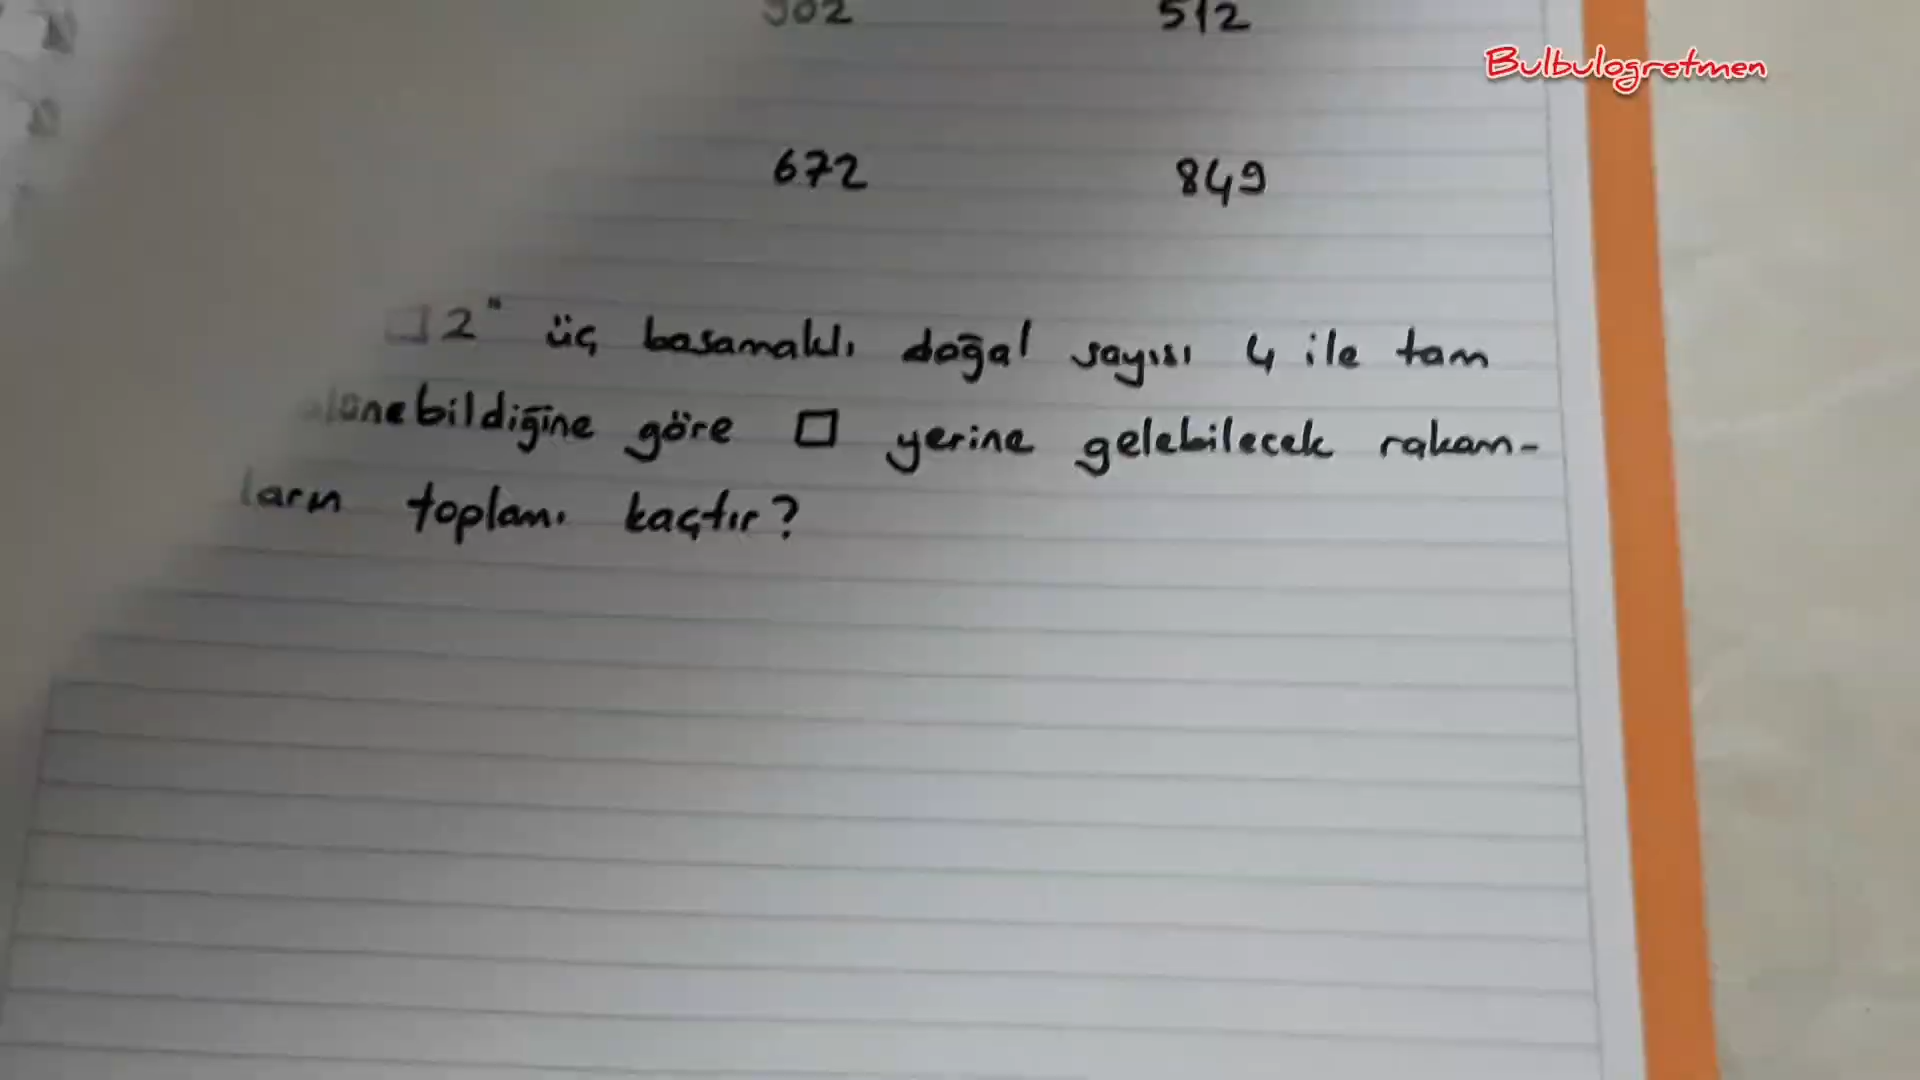 512
Bulbulogretmen
672 849
2" üç basamaklı doğal sayısı 4 ile tam
göre □ yerine gelebilecek rakam-
ların toplamı kaçtır?